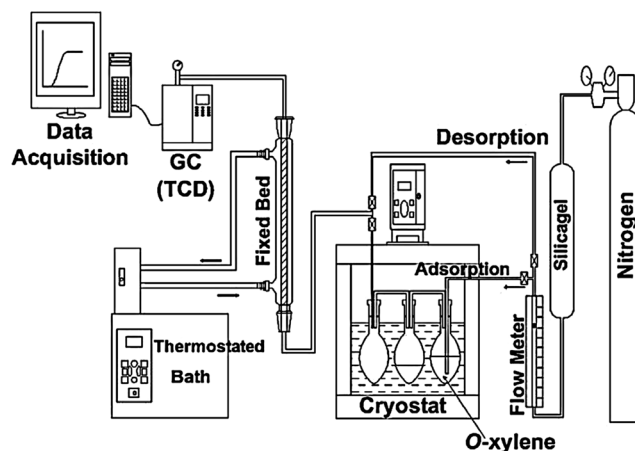 Data
Acquisition
GC
(TCD)
Fixed Bed
Thermostated
Bath
Desorption
Adsorption
Cryostat
O-xylene
Flow Meter
Silicagel
Nitrogen